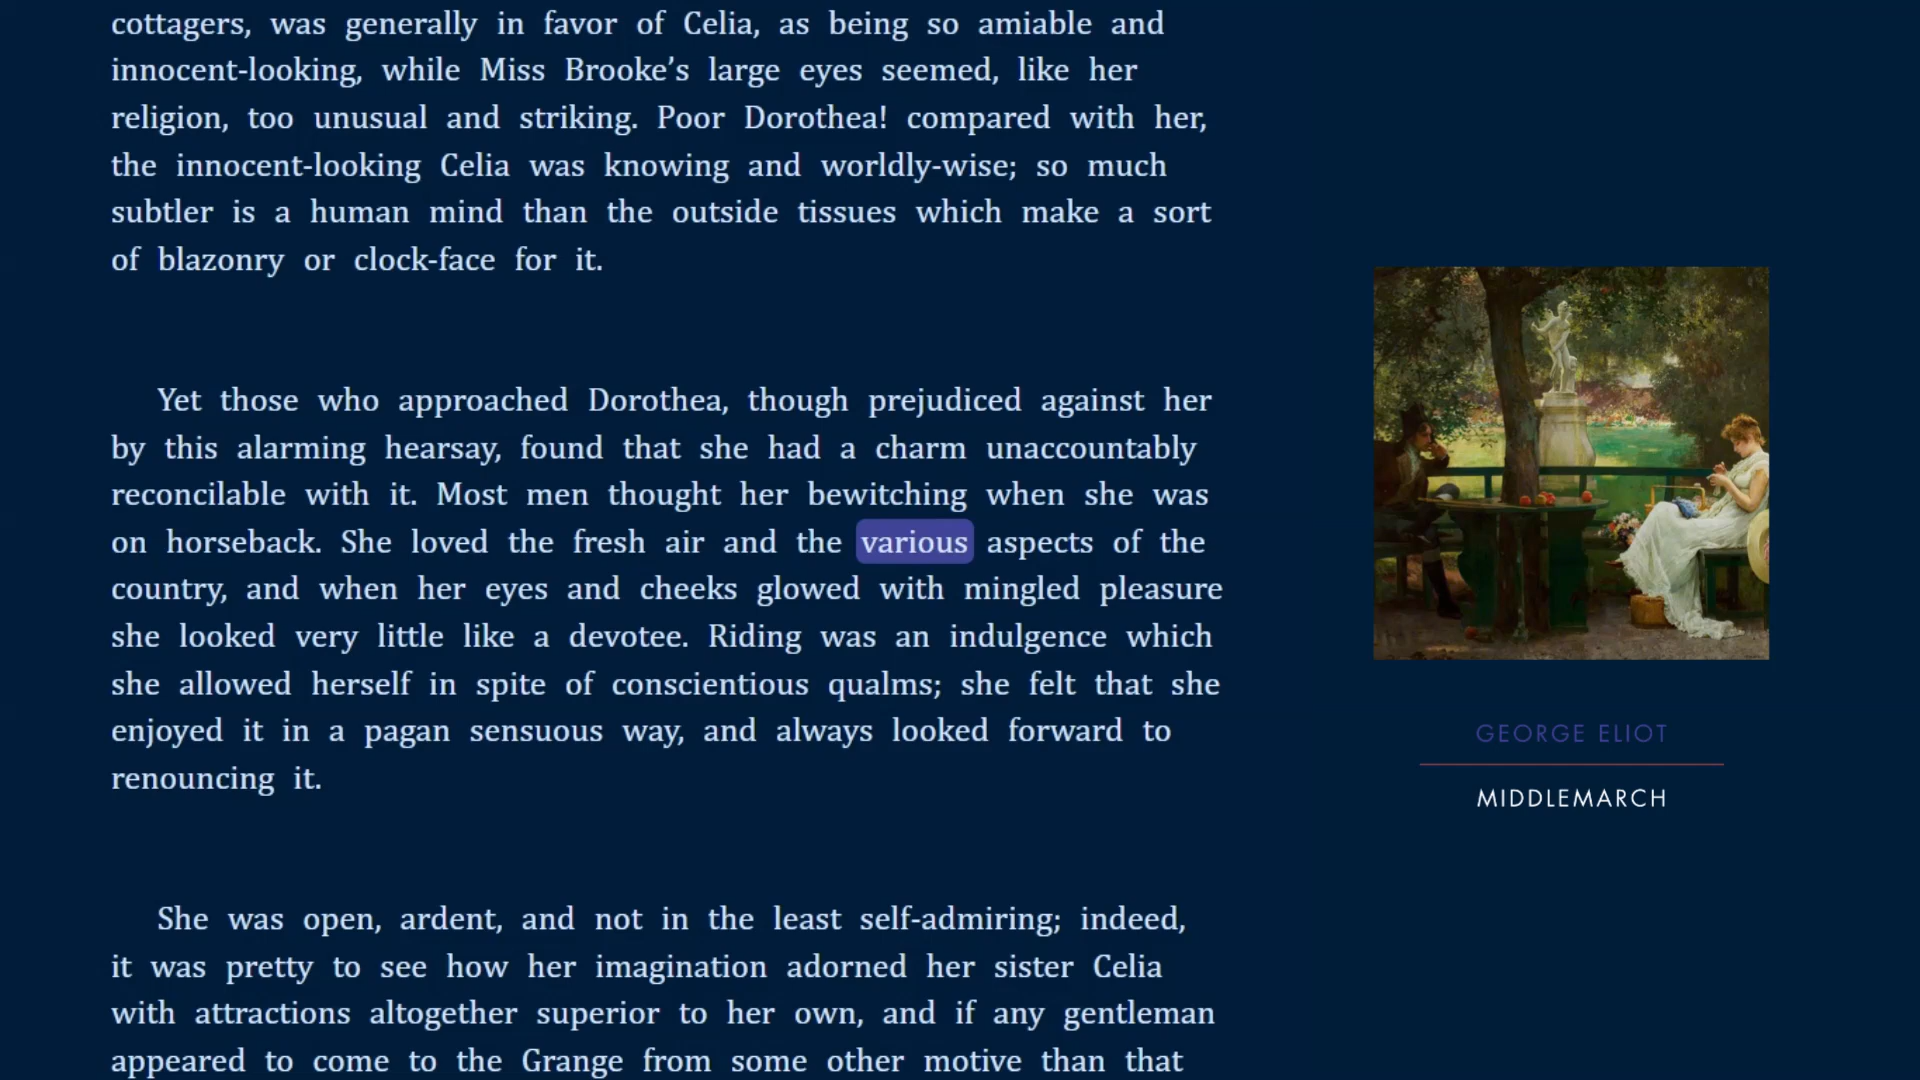 cottagers, was generally in favor of Celia, as being so amiable and
innocent-looking, while Miss Brooke’s large eyes seemed, like her
religion, too unusual and striking. Poor Dorothea! compared with her,
the innocent-looking Celia was knowing and worldly-wise; so much
subtler is a human mind than the outside tissues which make a sort
of blazonry or clock-face for it.
Yet those who approached Dorothea, though prejudiced against her
by this alarming hearsay, found that she had a charm unaccountably
reconcilable with it. Most men thought her bewitching when she was
on horseback. She loved the fresh air and the various aspects of the
country, and when her eyes and cheeks glowed with mingled pleasure
she looked very little like a devotee. Riding was an indulgence which
she allowed herself in spite of conscientious qualms; she felt that she
enjoyed it in a pagan sensuous way, and always looked forward to
renouncing it.
She was open, ardent, and not in the least self-admiring; indeed,
it was pretty to see how her imagination adorned her sister Celia
with attractions altogether superior to her own, and if any gentleman
appeared to come to the Grange from some other motive than that
GEORGE ELIOT
MIDDLEMARCH